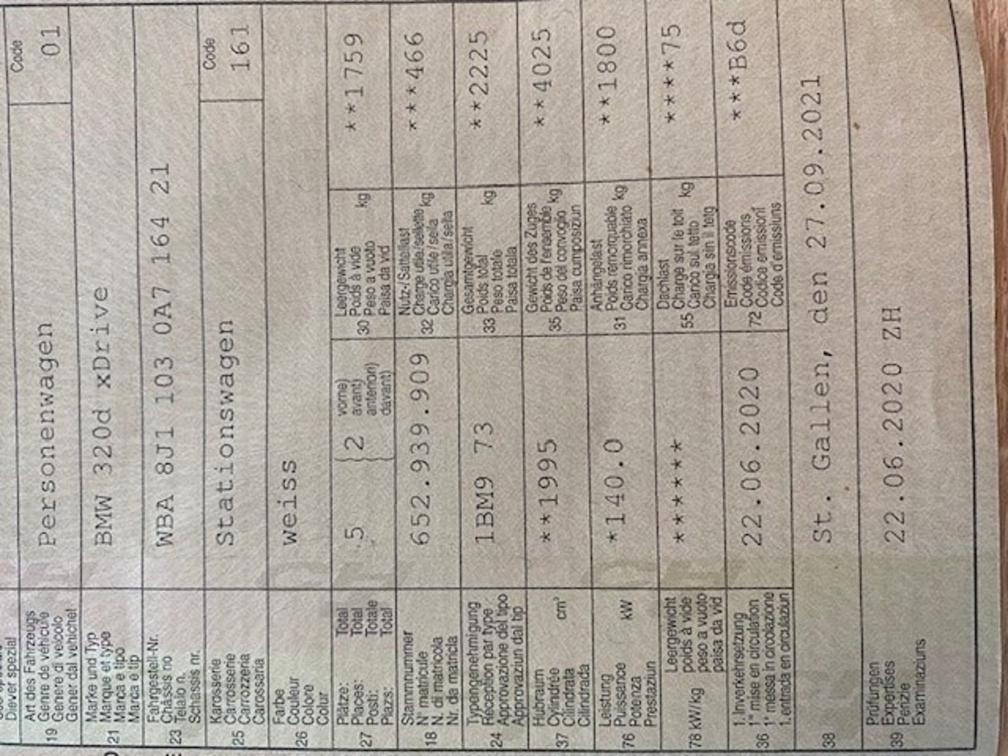 Diever spezial
Art des Fahrzeugs
Genre de véhicule
Genere di veicolo
Gener dal vehichel
19
Personenwagen
Code
01
Marke und Typ
Marque et type
Marca e tipo
Marca e tip
21
BMW 320d xDrive
Fahrgestell-Nr.
Châssis no
Telaio n.
Schassis nr.
23
WBA 8J1 103 0A7 164 21
Karosserie
Carrosserie
Carrozzeria
Carossaria
25
Stationswagen
Code
161
Farbe
Couleur
Colore
Colur
26
weiss
Plätze: Total
Places: Total
Posti: Totale
Plazs: Total
27
5
2
vorne)
avant)
anteriori)
davant)
Leergewicht
Poids à vide
Peso a vuoto
Paisa da vid
30 kg
**1759
Stammnummer
N° matricule
N. di matricola
Nr. da matricla
18
652.939.909
Nutz-/Sattellast
Charge utile/sellette
Carico utile/sella
Chargia utila/sella
32 kg
***466
Typengenehmigung
Réception par type
Approvazione del tipo
Approvaziun dal tip
24
1BM9 73
Gesamtgewicht
Poids total
Peso totale
Paisa totala
33 kg
**2225
Hubraum
Cylindrée
Cilindrata
Cilindrada
37 cm³
**1995
Gewicht des Zuges
Poids de l'ensemble
Peso del convoglio
Paisa cumposiziun
35 kg
**4025
Leistung
Puissance
Potenza
Prestaziun
76 kW
*140.0
Anhängelast
Poids remorquable
Carico rimorchiato
Chargia annexa
31 kg
**1800
Leergewicht
poids à vide
peso a vuoto
paisa da vid
78 kW/kg
******
Dachlast
Charge sur le toit
Carico sul tetto
Chargia sin il tetg
55 kg
****75
1. Inverkehrsetzung
1re mise en circulation
1a messa in circolazione
1. entrada en circulaziun
36
22.06.2020
Emissionscode
Code émissions
Codice emissioni
Code d'emissiuns
72
***B6d
38
St. Gallen, den 27.09.2021
Prüfungen
Expertises
Perizie
Examinaziuns
39
22.06.2020 ZH